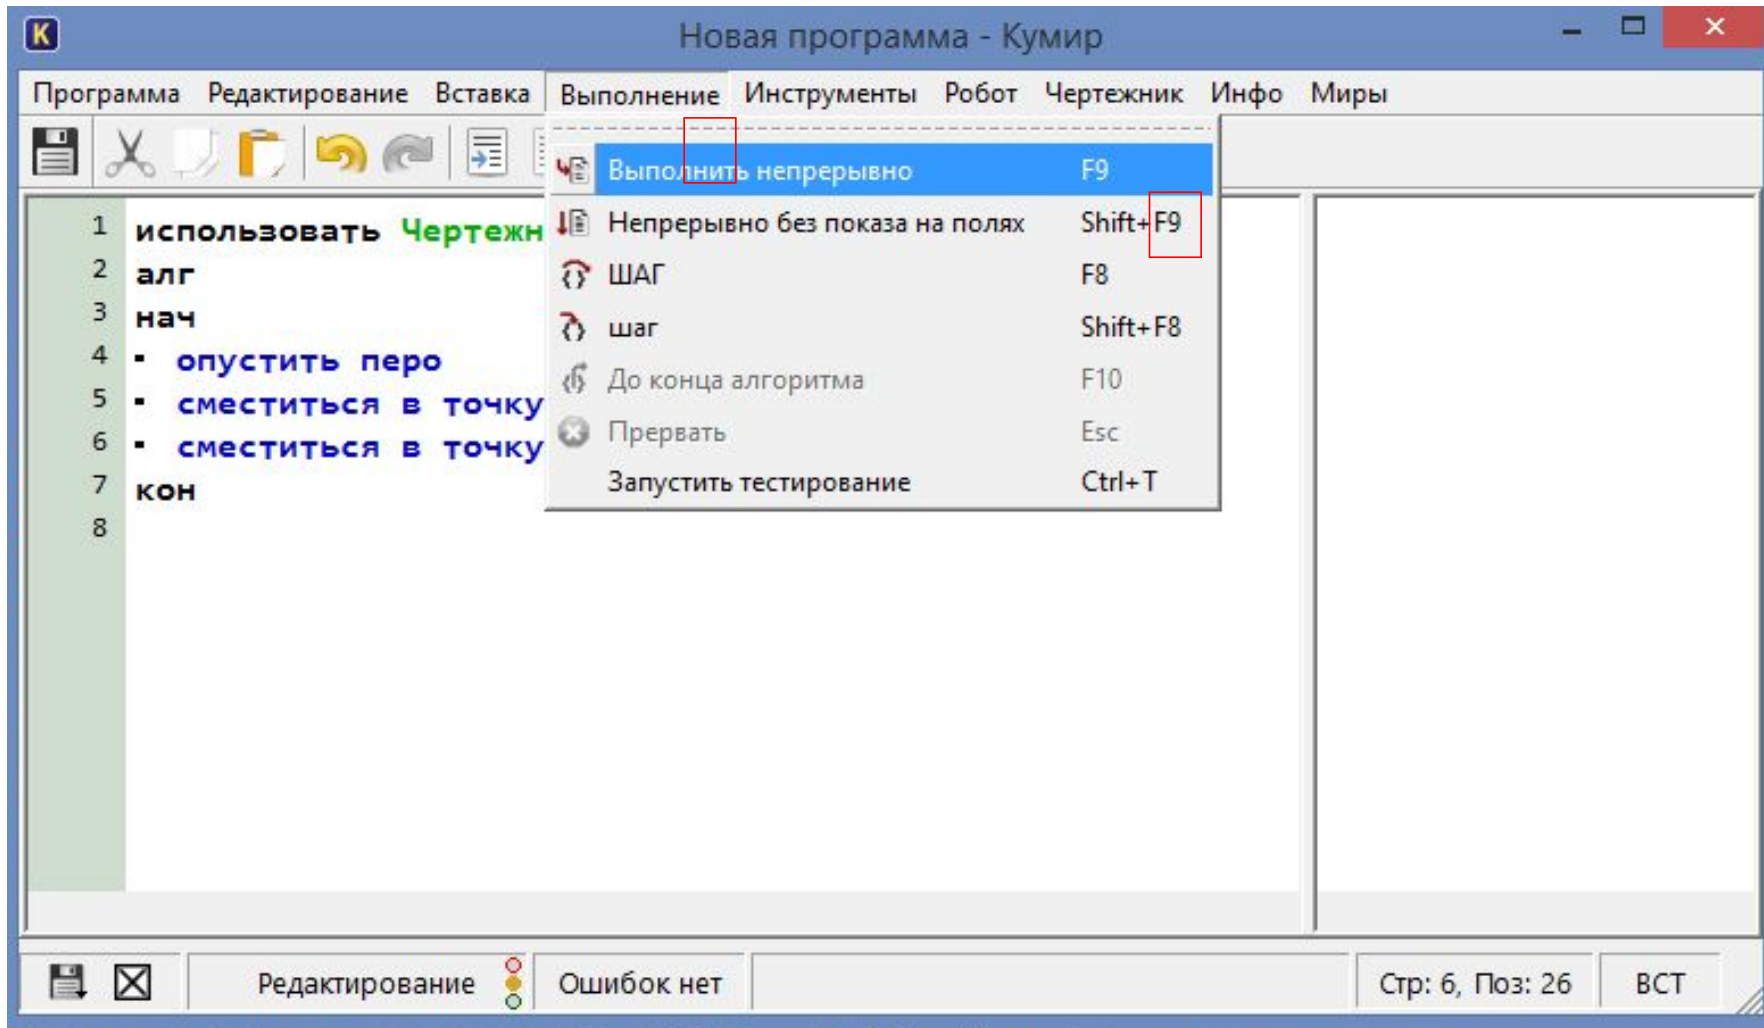 K
Новая программа - Кумир
Программа Редактирование Вставка Выполнение Инструменты Робот Чертежник Инфо Миры
Выполнить непрерывно F9
Непрерывно без показа на полях Shift+F9
ШАГ F8
шаг Shift+F8
До конца алгоритма F10
Прервать Esc
Запустить тестирование Ctrl+T
1 использовать Чертежн
2 алг
3 нач
4 опустить перо
5 сместиться в точку
6 сместиться в точку
7 кон
8
Редактирование Ошибок нет Стр: 6, Поз: 26 ВСТ